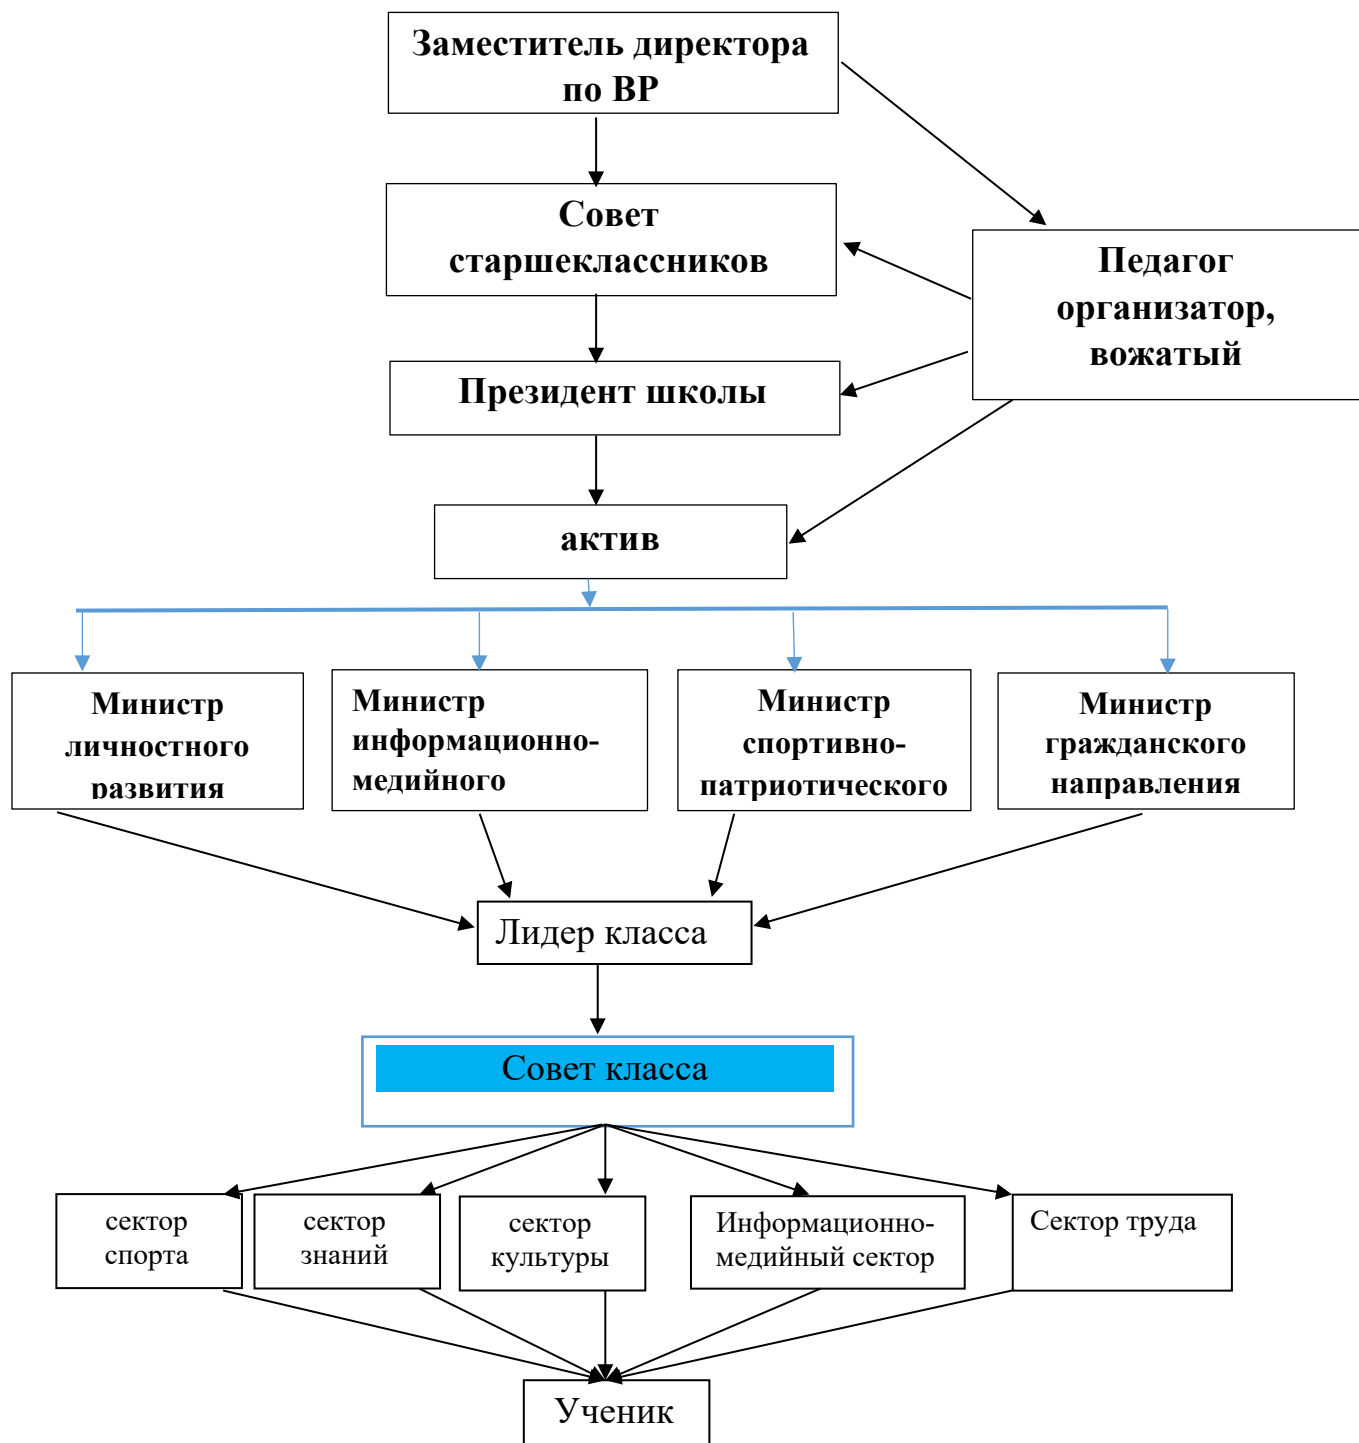 Заместитель директора
по ВР
Совет
старшеклассников
Педагог
организатор,
вожатый
Президент школы
актив
Министр
личностного
развития
Министр
информационно-
медийного
Министр
спортивно-
патриотического
Министр
гражданского
направления
Лидер класса
Совет класса
сектор
спорта
сектор
знаний
сектор
культуры
Информационно-
медийный сектор
Сектор труда
Ученик